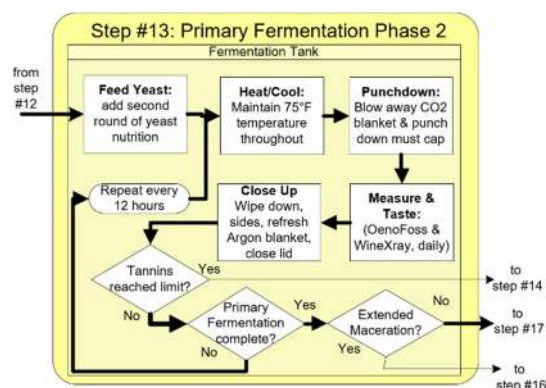 Step #13: Primary Fermentation Phase 2
Fermentation Tank
from
step
#12
Feed Yeast:
add second
round of yeast
nutrition
Heat/Cool:
Maintain 75°F
temperature
throughout
Punchdown:
Blow away CO2
blanket & punch
down must cap
Repeat every
12 hours
Close Up
Wipe down,
sides, refresh
Argon blanket,
close lid
Measure &
Taste:
(OenoFoss &
WineXray, daily)
Tannins
reached limit?
Yes
to
step #14
No
Primary
Fermentation
complete?
Yes
No
Extended
Maceration?
No
to
step #17
Yes
to
step #16